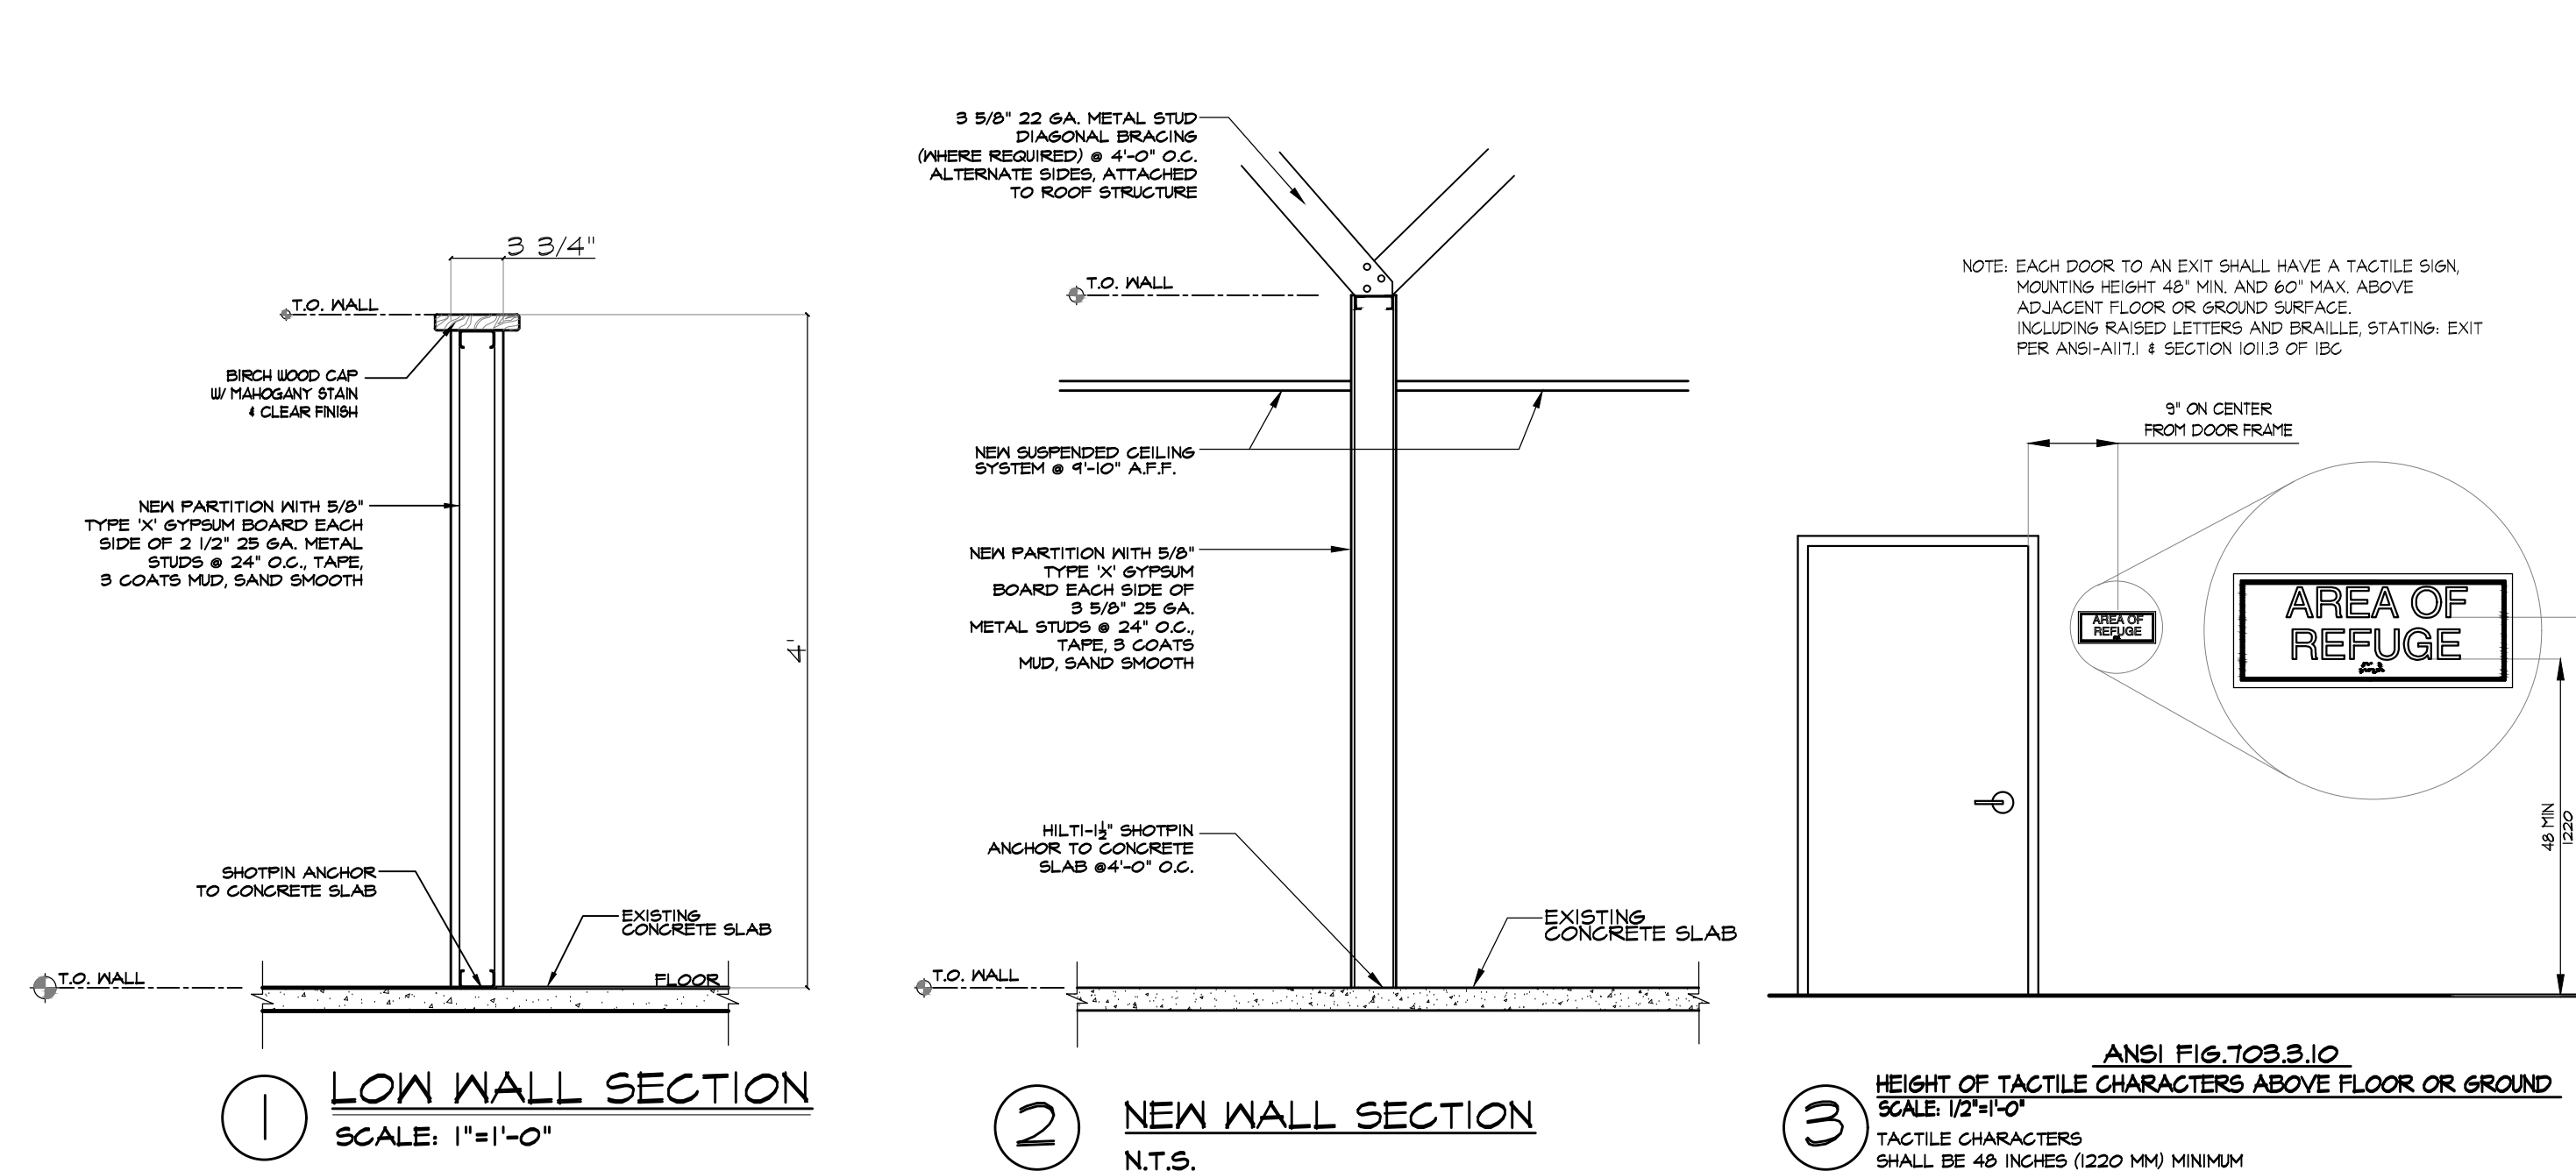 3 3/4"
T.O. WALL
BIRCH WOOD CAP
W/ MAHOGANY STAIN
& CLEAR FINISH
NEW PARTITION WITH 5/8"
TYPE 'X' GYPSUM BOARD EACH
SIDE OF 2 1/2" 25 GA. METAL
STUDS @ 24" O.C., TAPE,
3 COATS MUD, SAND SMOOTH
4'
SHOTPIN ANCHOR
TO CONCRETE SLAB
EXISTING
CONCRETE SLAB
T.O. WALL
FLOOR
1
LOW WALL SECTION
SCALE: 1"=1'-0"
3 5/8" 22 GA. METAL STUD
DIAGONAL BRACING
(WHERE REQUIRED) @ 4'-0" O.C.
ALTERNATE SIDES, ATTACHED
TO ROOF STRUCTURE
T.O. WALL
NEW SUSPENDED CEILING
SYSTEM @ 9'-10" A.F.F.
NEW PARTITION WITH 5/8"
TYPE 'X' GYPSUM
BOARD EACH SIDE OF
3 5/8" 25 GA.
METAL STUDS @ 24" O.C.,
TAPE, 3 COATS
MUD, SAND SMOOTH
HILTI-1½" SHOTPIN
ANCHOR TO CONCRETE
SLAB @4'-0" O.C.
EXISTING
CONCRETE SLAB
T.O. WALL
2
NEW WALL SECTION
N.T.S.
NOTE: EACH DOOR TO AN EXIT SHALL HAVE A TACTILE SIGN,
MOUNTING HEIGHT 48" MIN. AND 60" MAX. ABOVE
ADJACENT FLOOR OR GROUND SURFACE.
INCLUDING RAISED LETTERS AND BRAILLE, STATING: EXIT
PER ANSI-A117.1 & SECTION 1011.3 OF IBC
9" ON CENTER
FROM DOOR FRAME
AREA OF
REFUGE
AREA OF
REFUGE
48 MIN
1220
ANSI FIG.703.3.10
3
HEIGHT OF TACTILE CHARACTERS ABOVE FLOOR OR GROUND
SCALE: 1/2"=1'-0"
TACTILE CHARACTERS
SHALL BE 48 INCHES (1220 MM) MINIMUM